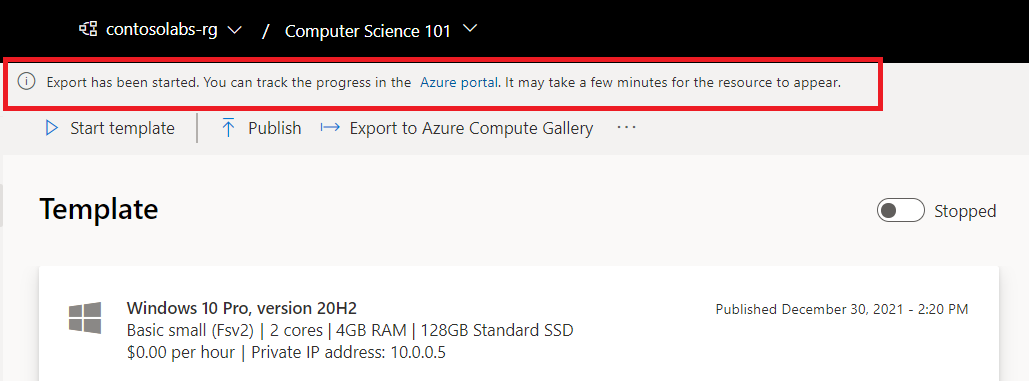 contosolabs-rg / Computer Science 101
Export has been started. You can track the progress in the Azure portal. It may take a few minutes for the resource to appear.
Start template Publish Export to Azure Compute Gallery ...
Template
Stopped
Windows 10 Pro, version 20H2
Published December 30, 2021 - 2:20 PM
Basic small (Fsv2) | 2 cores | 4GB RAM | 128GB Standard SSD
$0.00 per hour | Private IP address: 10.0.0.5